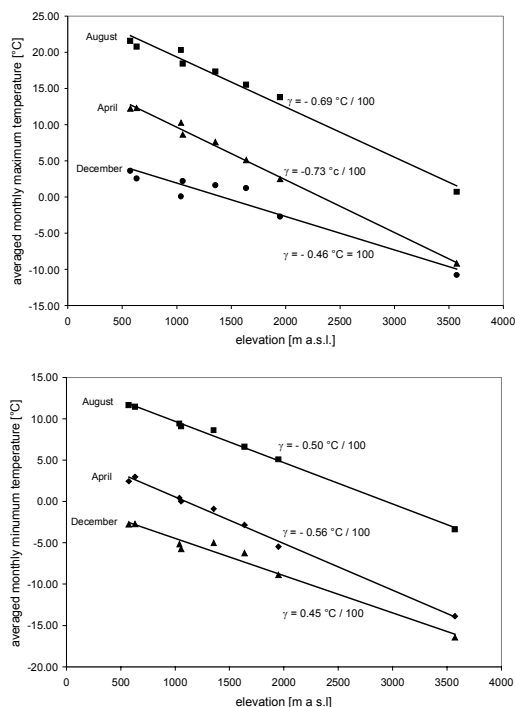 averaged monthly maximum temperature [°C]
25.00
20.00
15.00
10.00
5.00
0.00
-5.00
-10.00
-15.00
August
April
December
γ = - 0.69 °C / 100
γ = -0.73 °c / 100
γ = - 0.46 °C = 100
0 500 1000 1500 2000 2500 3000 3500 4000
elevation [m a.s.l.]
averaged monthly minumum temperature [°C]
15.00
10.00
5.00
0.00
-5.00
-10.00
-15.00
-20.00
August
April
December
γ = - 0.50 °C / 100
γ = - 0.56 °C / 100
γ = 0.45 °C / 100
0 500 1000 1500 2000 2500 3000 3500 4000
elevation [m a.s.l]